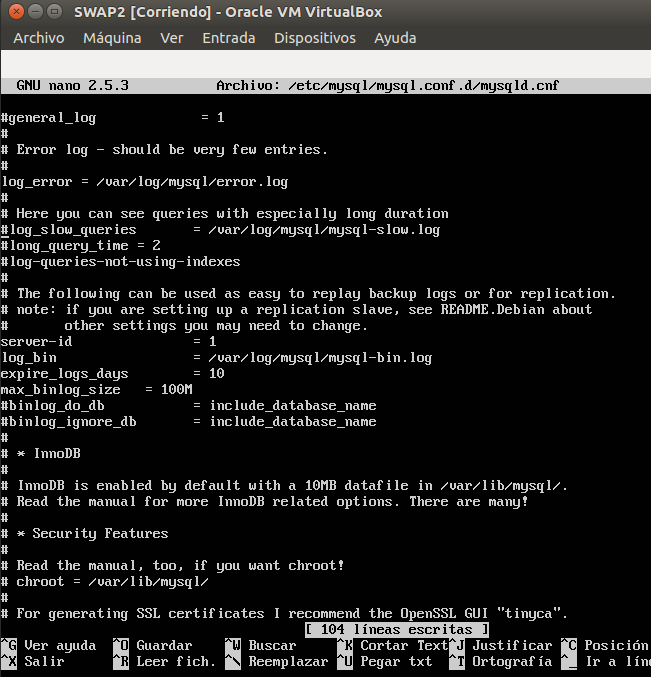 SWAP2 [Corriendo] - Oracle VM VirtualBox
Archivo Máquina Ver Entrada Dispositivos Ayuda
GNU nano 2.5.3 Archivo: /etc/mysql/mysql.conf.d/mysqld.cnf
#general_log = 1
#
# Error log - should be very few entries.
#
log_error = /var/log/mysql/error.log
#
# Here you can see queries with especially long duration
#log_slow_queries = /var/log/mysql/mysql-slow.log
#long_query_time = 2
#log-queries-not-using-indexes
#
# The following can be used as easy to replay backup logs or for replication.
# note: if you are setting up a replication slave, see README.Debian about
# other settings you may need to change.
server-id = 1
log_bin = /var/log/mysql/mysql-bin.log
expire_logs_days = 10
max_binlog_size = 100M
#binlog_do_db = include_database_name
#binlog_ignore_db = include_database_name
#
# * InnoDB
#
# InnoDB is enabled by default with a 10MB datafile in /var/lib/mysql/.
# Read the manual for more InnoDB related options. There are many!
#
# * Security Features
#
# Read the manual, too, if you want chroot!
# chroot = /var/lib/mysql/
#
# For generating SSL certificates I recommend the OpenSSL GUI "tinyca".
[ 104 líneas escritas ]
^G Ver ayuda ^O Guardar ^W Buscar ^K Cortar Text ^J Justificar ^C Posición
^X Salir ^R Leer fich. ^\ Reemplazar ^U Pegar txt ^T Ortografía ^_ Ir a líne